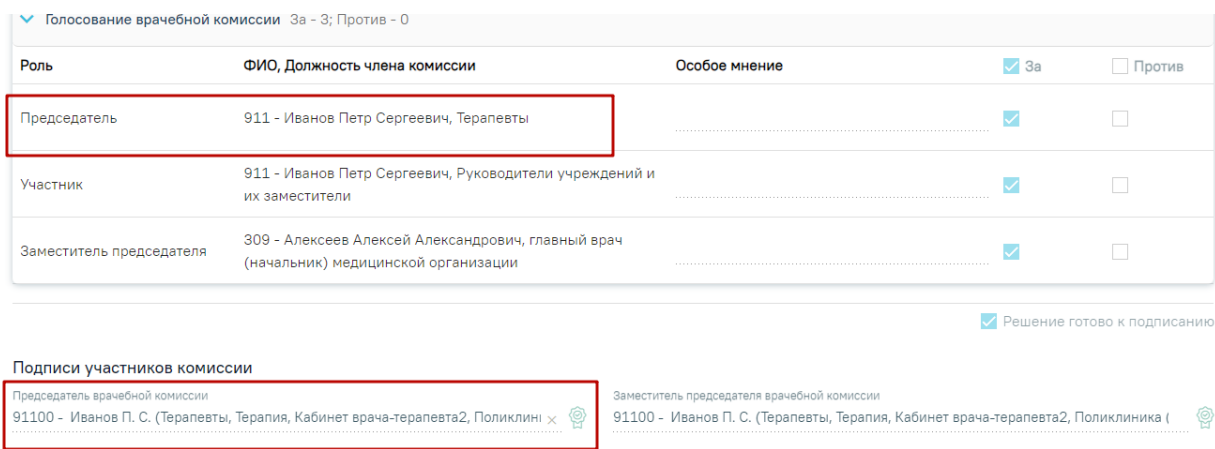 Голосование врачебной комиссии За - 3; Против - 0
Роль ФИО, Должность члена комиссии Особое мнение За Против
Председатель 911 - Иванов Петр Сергеевич, Терапевты
Участник 911 - Иванов Петр Сергеевич, Руководители учреждений и
их заместители
Заместитель председателя 309 - Алексеев Алексей Александрович, главный врач
(начальник) медицинской организации
Решение готово к подписанию
Подписи участников комиссии
Председатель врачебной комиссии Заместитель председателя врачебной комиссии
91100 - Иванов П. С. (Терапевты, Терапия, Кабинет врача-терапевта2, Поликлини 91100 - Иванов П. С. (Терапевты, Терапия, Кабинет врача-терапевта2, Поликлиника (